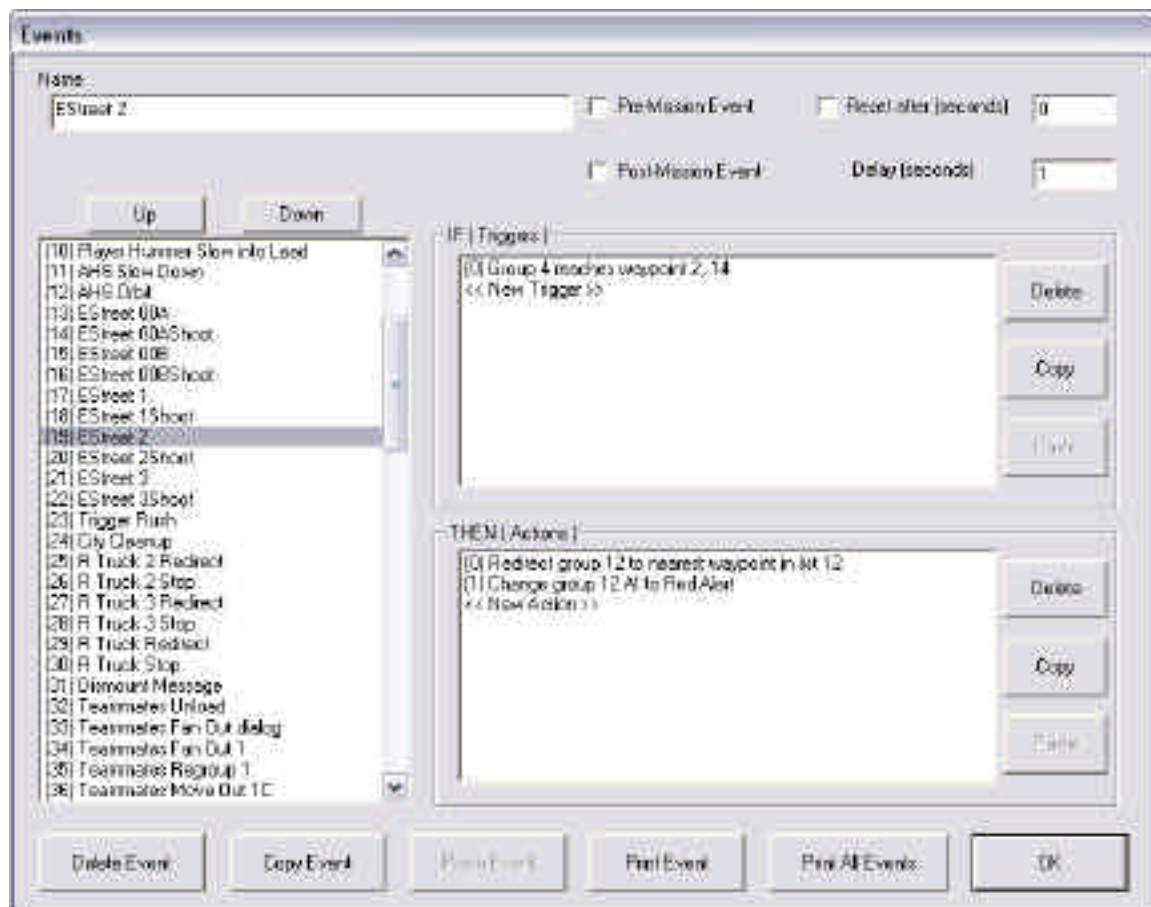 Events
Name
EStreet 2
Pre-Mission Event
Reset after (seconds)
0
Post-Mission Event
Delay (seconds)
1
Up
Down
[10] Player Hummer Slow into Lead
[11] AH6 Slow Down
[12] AH6 Orbit
[13] EStreet 00A
[14] EStreet 00AShoot
[15] EStreet 00B
[16] EStreet 00BShoot
[17] EStreet 1
[18] EStreet 1Shoot
[19] EStreet 2
[20] EStreet 2Shoot
[21] EStreet 3
[22] EStreet 3Shoot
[23] Trigger Rush
[24] City Cleanup
[25] R Truck 2 Redirect
[26] R Truck 2 Stop
[27] R Truck 3 Redirect
[28] R Truck 3 Stop
[29] R Truck Redirect
[30] R Truck Stop
[31] Dismount Message
[32] Teammates Unload
[33] Teammates Fan Out dialog
[34] Teammates Fan Out 1
[35] Teammates Regroup 1
[36] Teammates Move Out 1C
IF ( Triggers )
[0] Group 4 reaches waypoint 2, 14
<< New Trigger >>
Delete
Copy
Paste
THEN ( Actions )
[0] Redirect group 12 to nearest waypoint in list 12
[1] Change group 12 AI to Red Alert
<< New Action >>
Delete
Copy
Paste
Delete Event
Copy Event
Paste Event
Print Event
Print All Events
OK